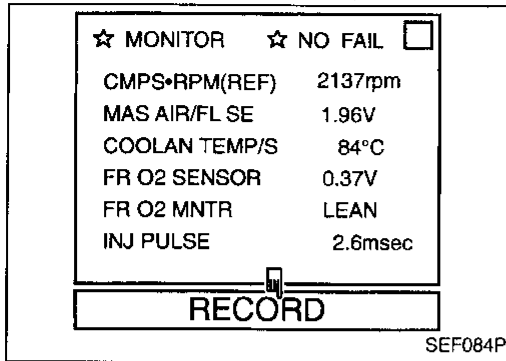 ☆ MONITOR ☆ NO FAIL
CMPS•RPM(REF) 2137rpm
MAS AIR/FL SE 1.96V
COOLAN TEMP/S 84°C
FR O2 SENSOR 0.37V
FR O2 MNTR LEAN
INJ PULSE 2.6msec
RECORD
SEF084P